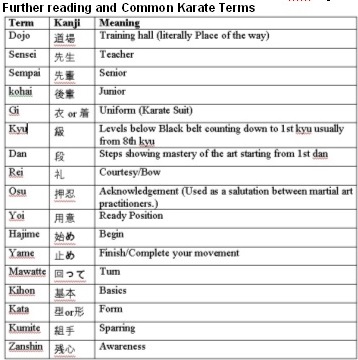 Further reading and Common Karate Terms
Term Kanji Meaning
Dojo 道場 Training hall (literally Place of the way)
Sensei 先生 Teacher
Sempai 先輩 Senior
kohai 後輩 Junior
Gi 衣 or 着 Uniform (Karate Suit)
Kyu 級 Levels below Black belt counting down to 1st kyu usually
from 8th kyu
Dan 段 Steps showing mastery of the art starting from 1st dan
Rei 礼 Courtesy/Bow
Osu 押忍 Acknowledgement (Used as a salutation between martial art
practitioners.)
Yoi 用意 Ready Position
Hajime 始め Begin
Yame 止め Finish/Complete your movement
Mawatte 回って Turn
Kihon 基本 Basics
Kata 型or形 Form
Kumite 組手 Sparring
Zanshin 残心 Awareness